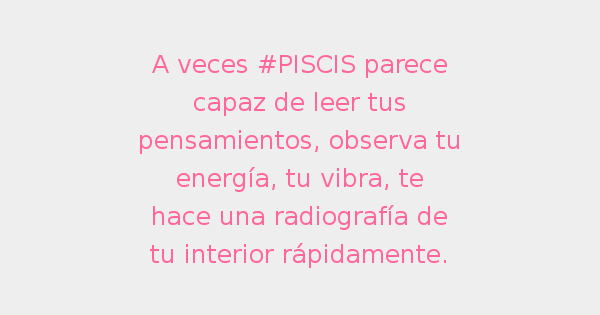 A veces #PISCIS parece
capaz de leer tus
pensamientos, observa tu
energía, tu vibra, te
hace una radiografía de
tu interior rápidamente.